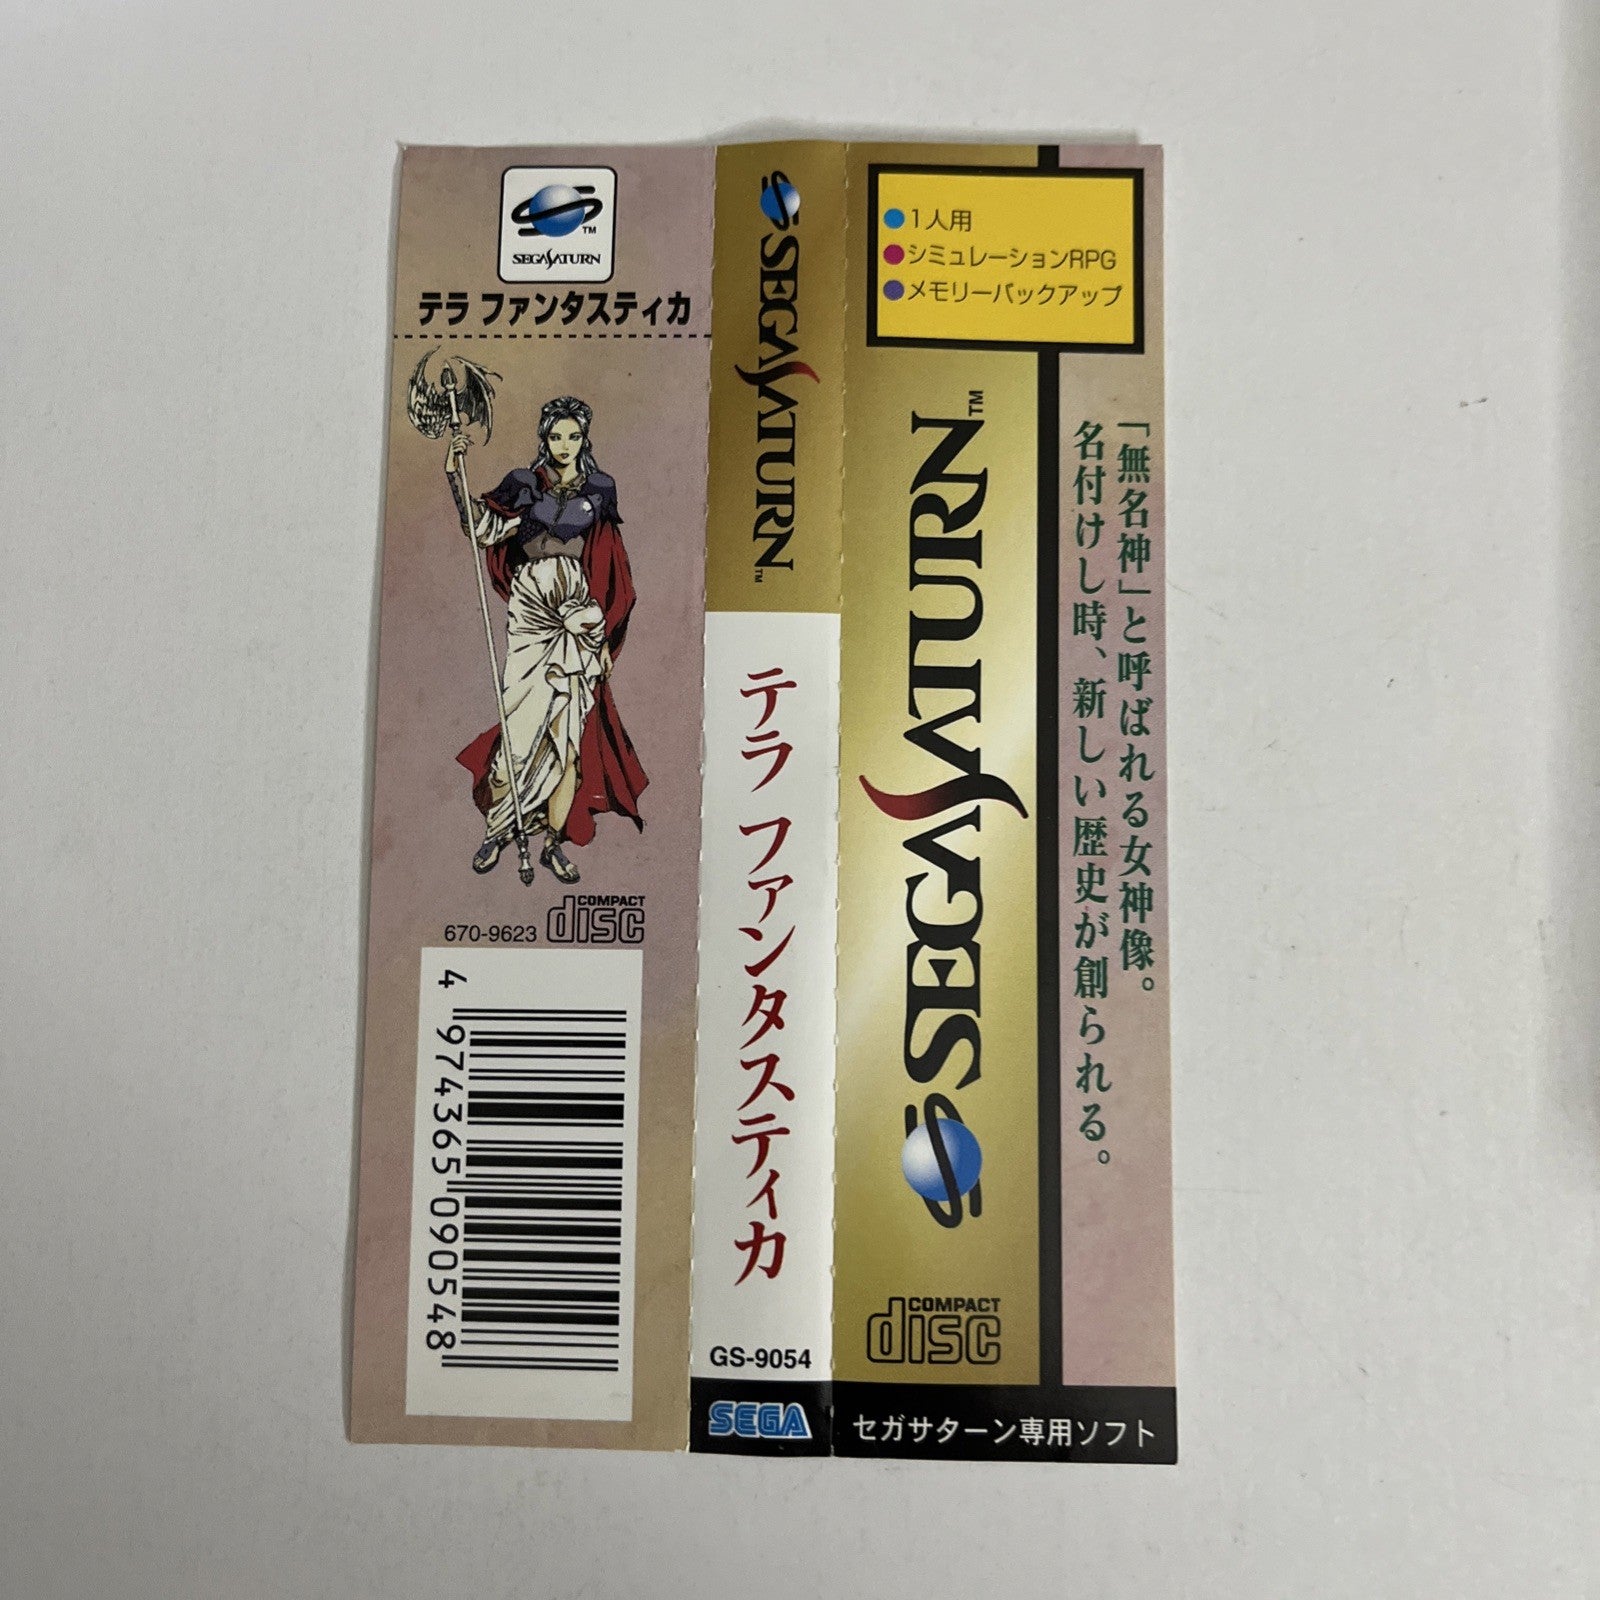 TM
SEGA SATURN
テラ ファンタスティカ
670-9623
COMPACT
disc
4 974365 090548
SEGA SATURN™
テラ ファンタスティカ
GS-9054
SEGA
1人用
シミュレーションRPG
メモリーバックアップ
SEGA SATURN™
COMPACT
disc
「無名神」と呼ばれる女神像。
名付けし時、新しい歴史が創られる。
セガサターン専用ソフト